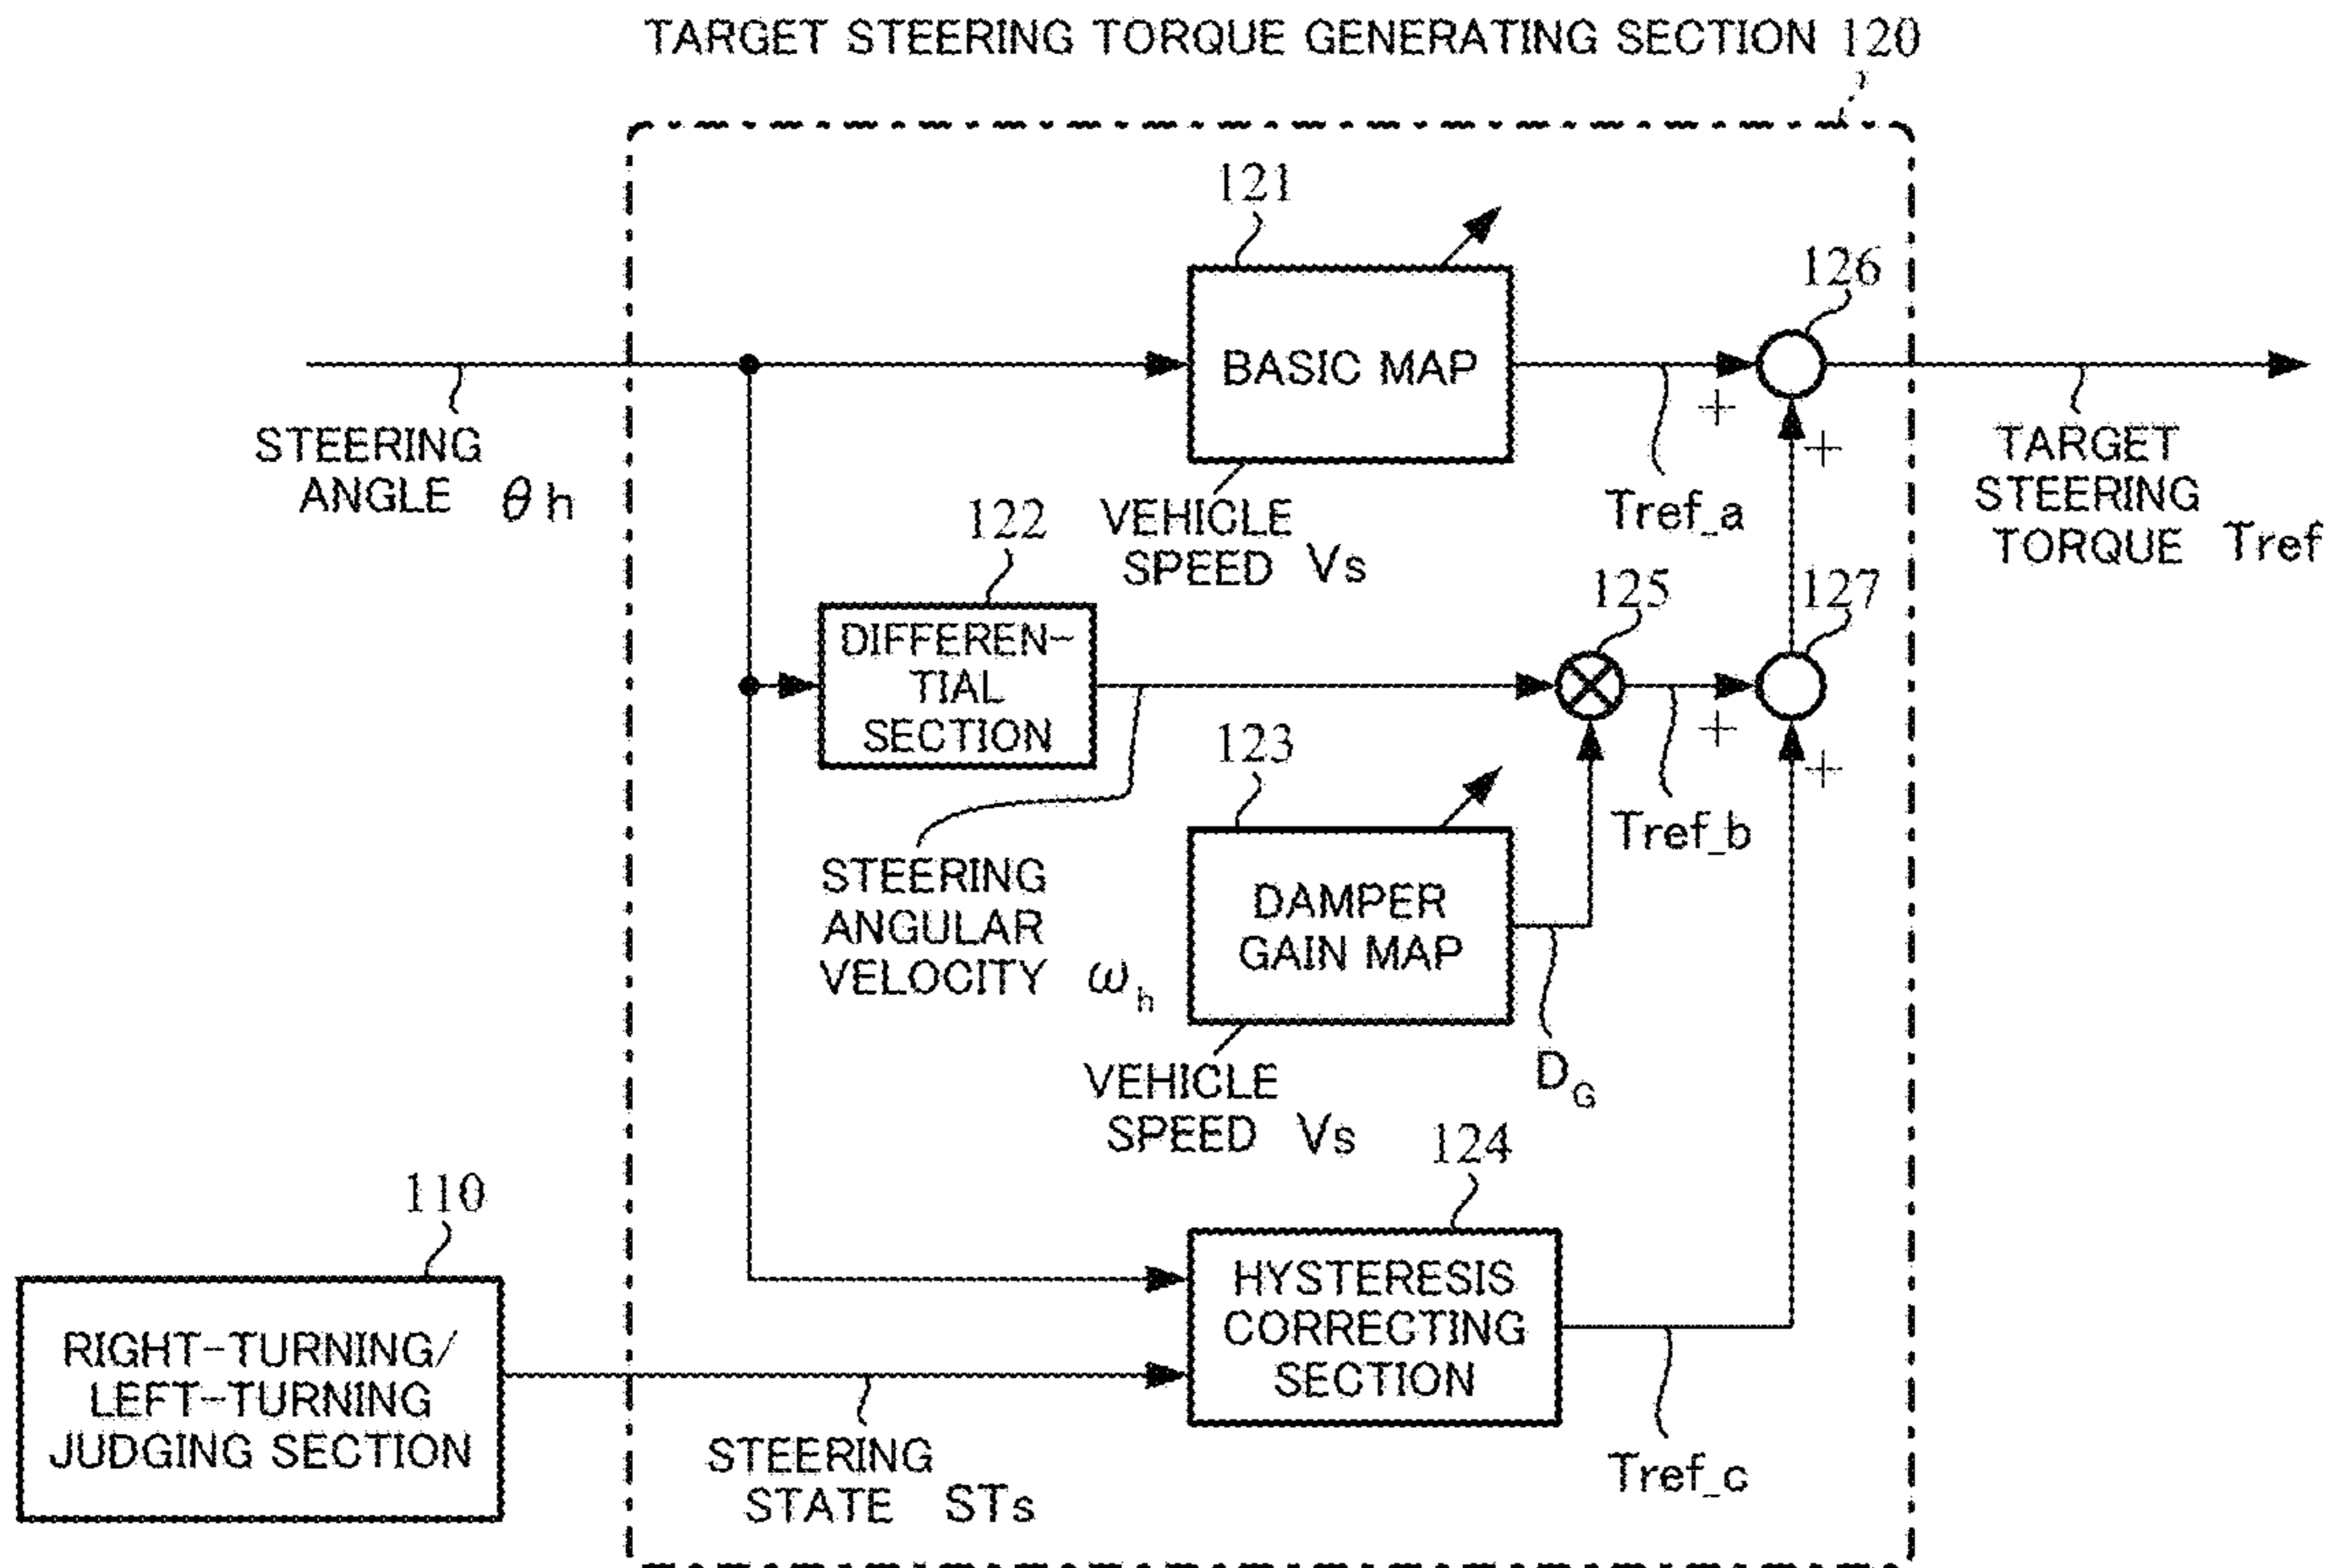 TARGET STEERING TORQUE GENERATING SECTION 120
121
126
BASIC MAP
+
+
STEERING
ANGLE θh
VEHICLE
SPEED Vs
Tref_a
TARGET
STEERING
TORQUE Tref
122
125
127
DIFFEREN-
TIAL
SECTION
+
+
123
Tref_b
STEERING
ANGULAR
VELOCITY ωh
DAMPER
GAIN MAP
DG
VEHICLE
SPEED Vs
124
110
HYSTERESIS
CORRECTING
SECTION
RIGHT-TURNING/
LEFT-TURNING
JUDGING SECTION
STEERING
STATE STs
Tref_c